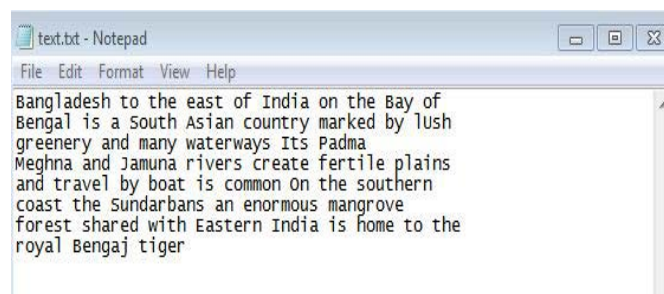 text.txt - Notepad
File Edit Format View Help
Bangladesh to the east of India on the Bay of
Bengal is a South Asian country marked by lUsh
greenery and many waterways Its Padma
Meghna and Jamuna rivers create fertile plains
and travel by boat is common On the southern
coast the Sundarbans an enormous mangrove
forest shared with Eastern India is home to the
royal Bengaj tiger